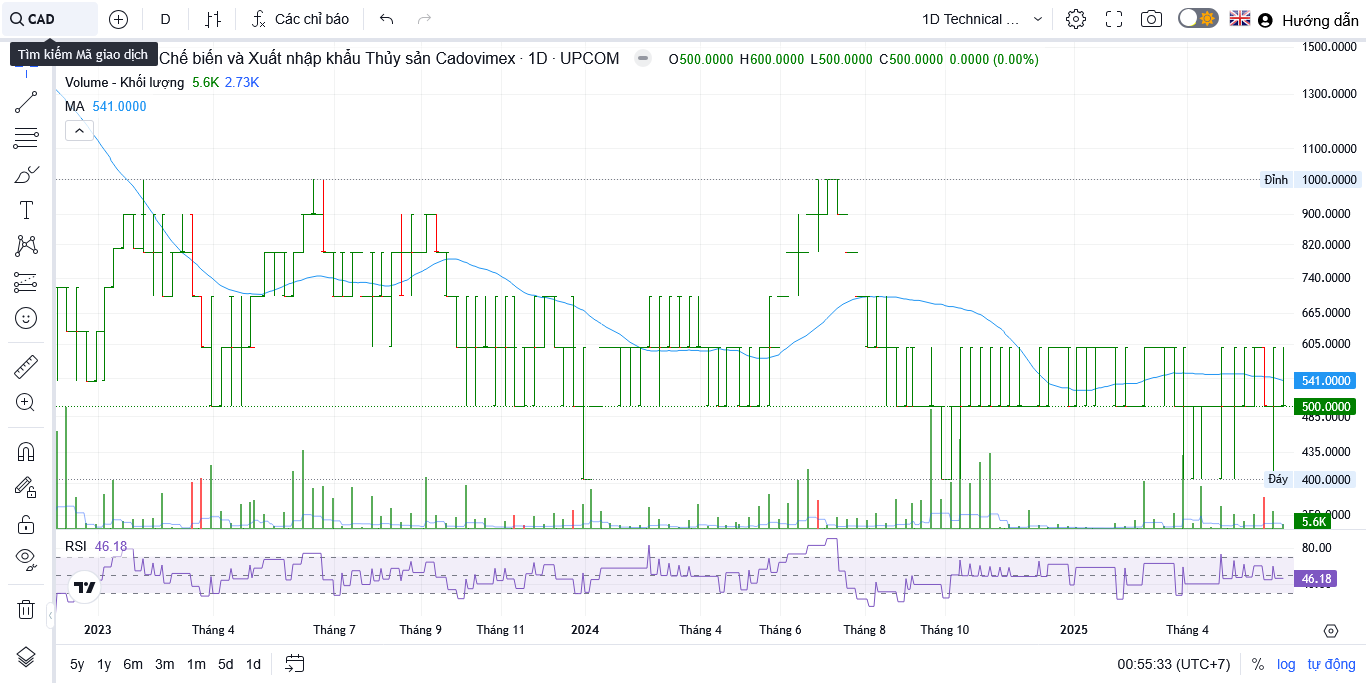 CAD
D
Các chỉ báo
1D Technical ...
Hướng dẫn
Tìm kiếm Mã giao dịch
Chế biến và Xuất nhập khẩu Thủy sản Cadovimex · 1D · UPCOM
O500.0000 H600.0000 L500.0000 C500.0000 0.0000 (0.00%)
Volume - Khối lượng 5.6K 2.73K
MA 541.0000
1500.0000
1300.0000
1100.0000
Đỉnh 1000.0000
900.0000
820.0000
740.0000
665.0000
605.0000
541.0000
500.0000
485.0000
435.0000
Đáy 400.0000
350.0000
5.6K
RSI 46.18
80.00
46.18
2023
Tháng 4
Tháng 7
Tháng 9
Tháng 11
2024
Tháng 4
Tháng 6
Tháng 8
Tháng 10
2025
Tháng 4
5y 1y 6m 3m 1m 5d 1d
00:55:33 (UTC+7)
% log tự động